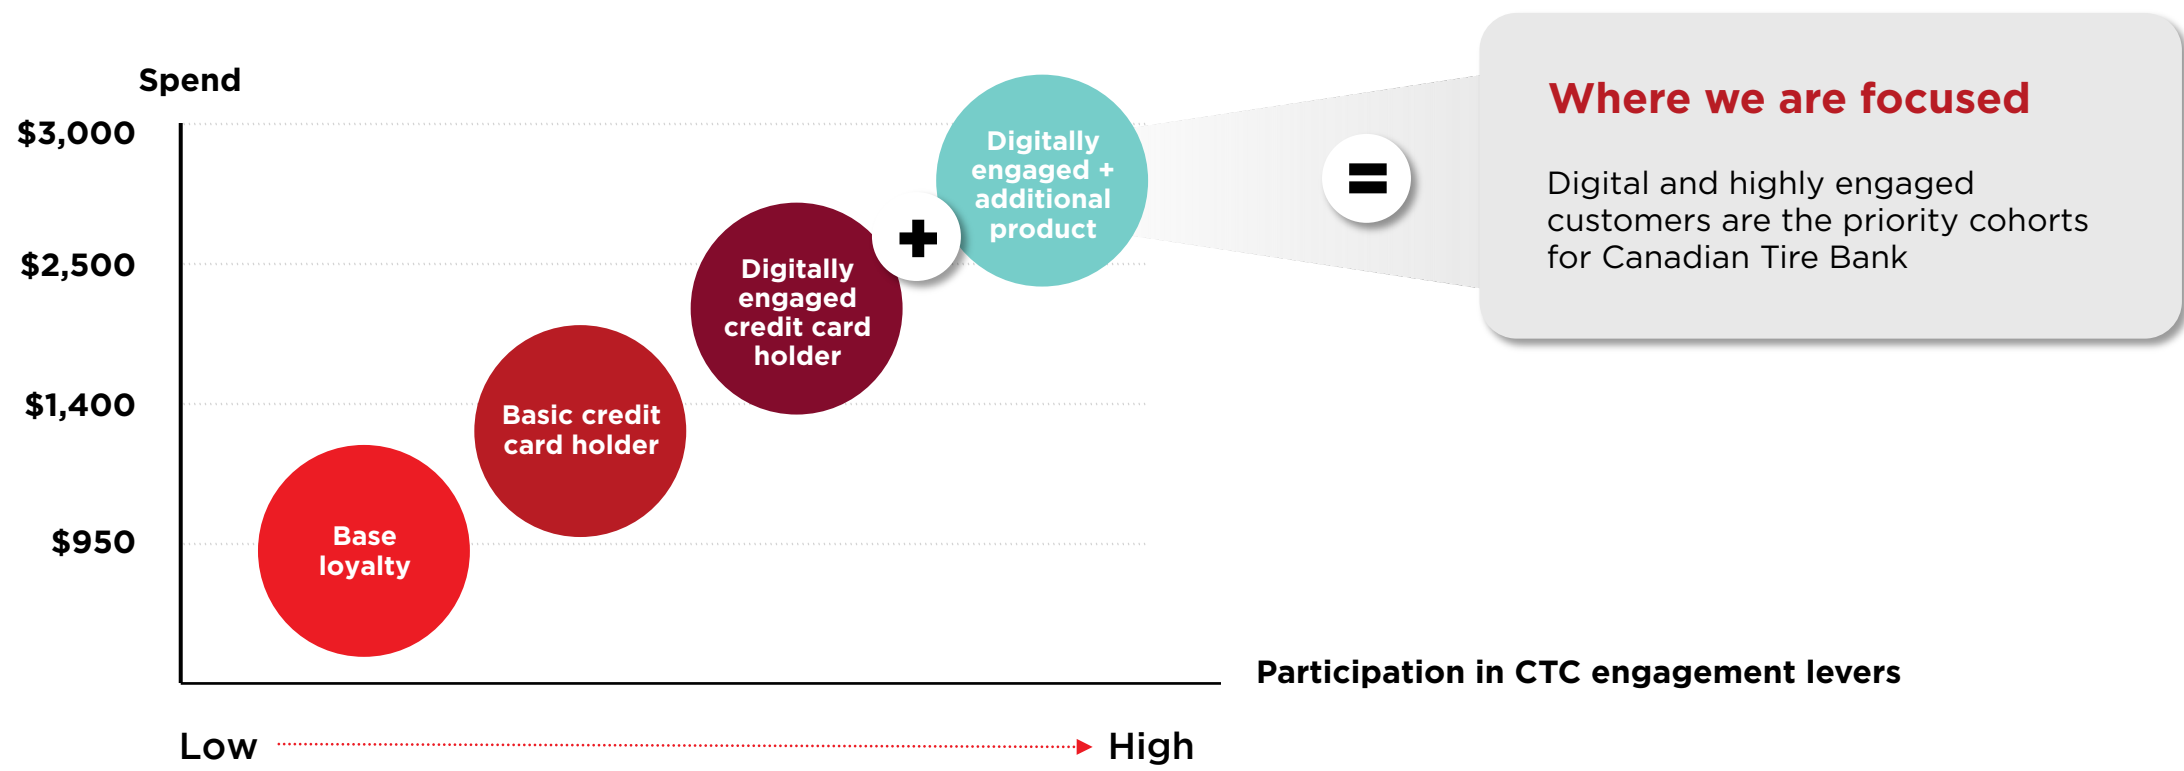 Spend
$3,000
$2,500
$1,400
$950
Base
loyalty
Basic credit
card holder
Digitally
engaged
credit card
holder
+
Digitally
engaged +
additional
product
=
Where we are focused
Digital and highly engaged
customers are the priority cohorts
for Canadian Tire Bank
Participation in CTC engagement levers
Low
High